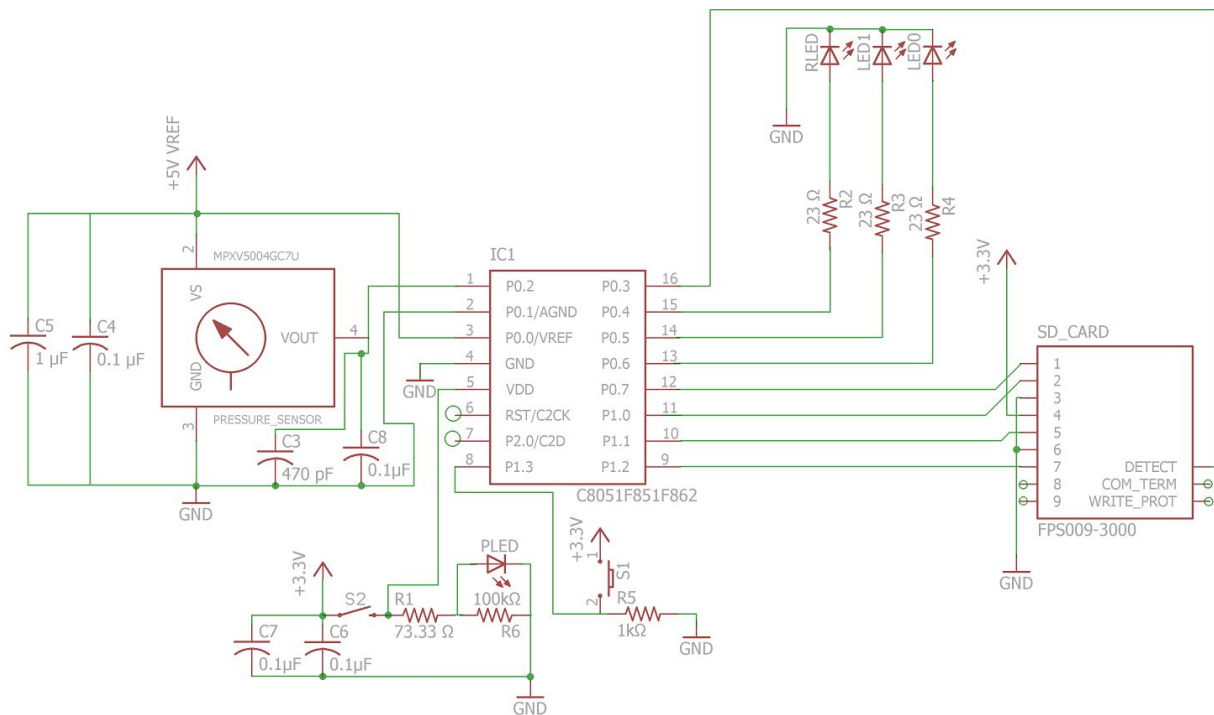 RLED
LED1
LED0
GND
+5V VREF
23 Ω
R2
23 Ω
R3
23 Ω
R4
+3.3V
2
MPXV5004GC7U
VS
VOUT
4
GND
3
PRESSURE_SENSOR
C5
1 µF
C4
0.1 µF
C3
470 pF
C8
0.1µF
GND
IC1
1 P0.2 P0.3 16
2 P0.1/AGND P0.4 15
3 P0.0/VREF P0.5 14
4 GND P0.6 13
5 VDD P0.7 12
6 RST/C2CK P1.0 11
7 P2.0/C2D P1.1 10
8 P1.3 P1.2 9
C8051F851F862
GND
SD_CARD
1
2
3
4
5
6
7 DETECT
8 COM_TERM
9 WRITE_PROT
FPS009-3000
GND
+3.3V
1
S1
2
R5
1kΩ
GND
+3.3V
S2
R1
73.33 Ω
PLED
100kΩ
R6
C7
0.1µF
C6
0.1µF
GND